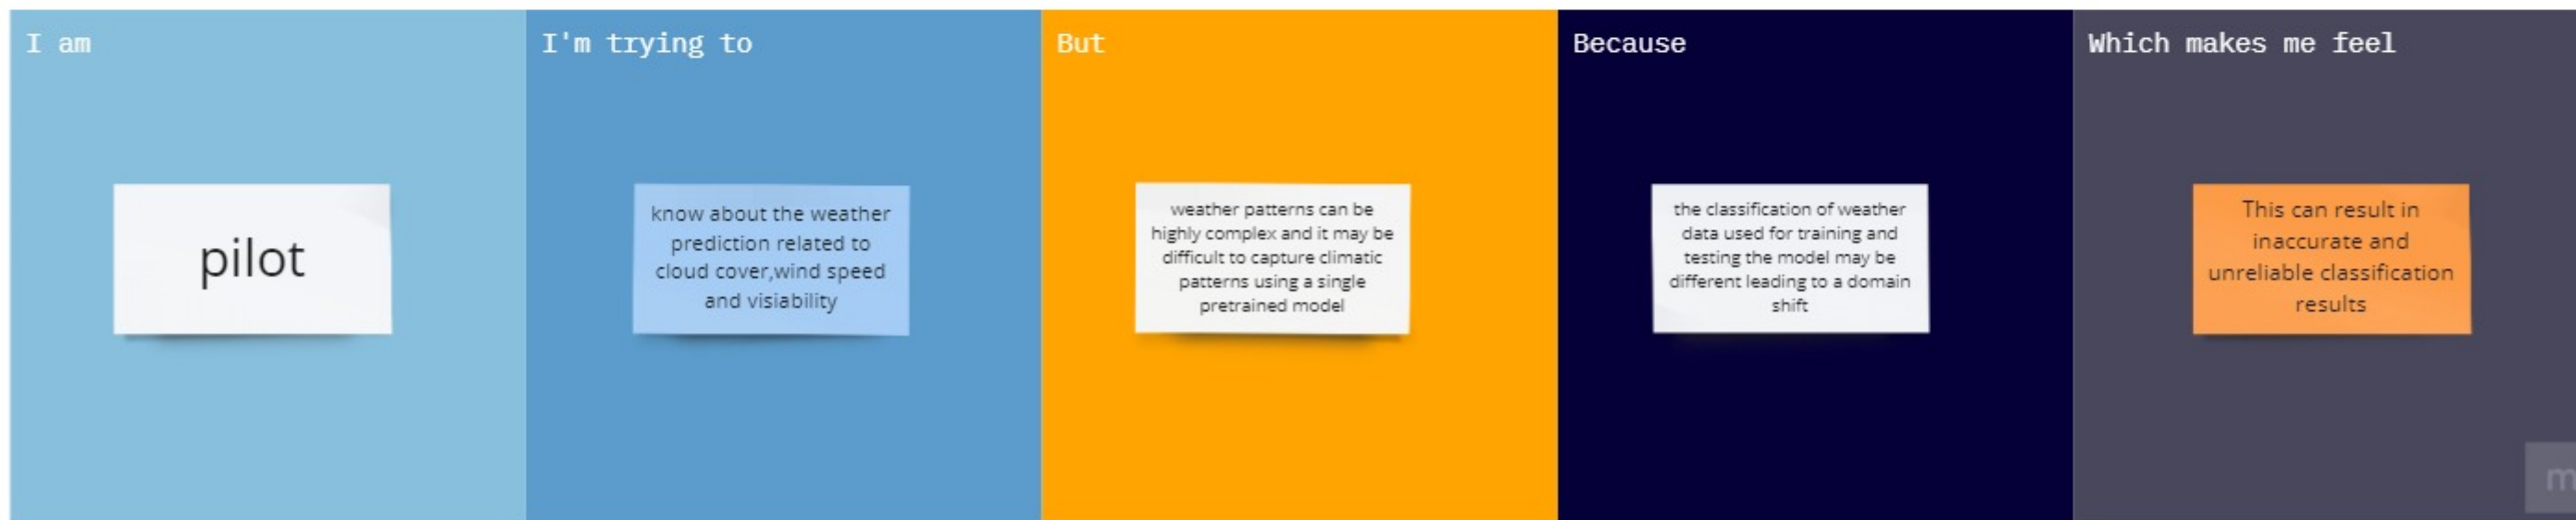 I am
pilot
I'm trying to
know about the weather
prediction related to
cloud cover,wind speed
and visiability
But
weather patterns can be
highly complex and it may be
difficult to capture climatic
patterns using a single
pretrained model
Because
the classification of weather
data used for training and
testing the model may be
different leading to a domain
shift
Which makes me feel
This can result in
inaccurate and
unreliable classification
results